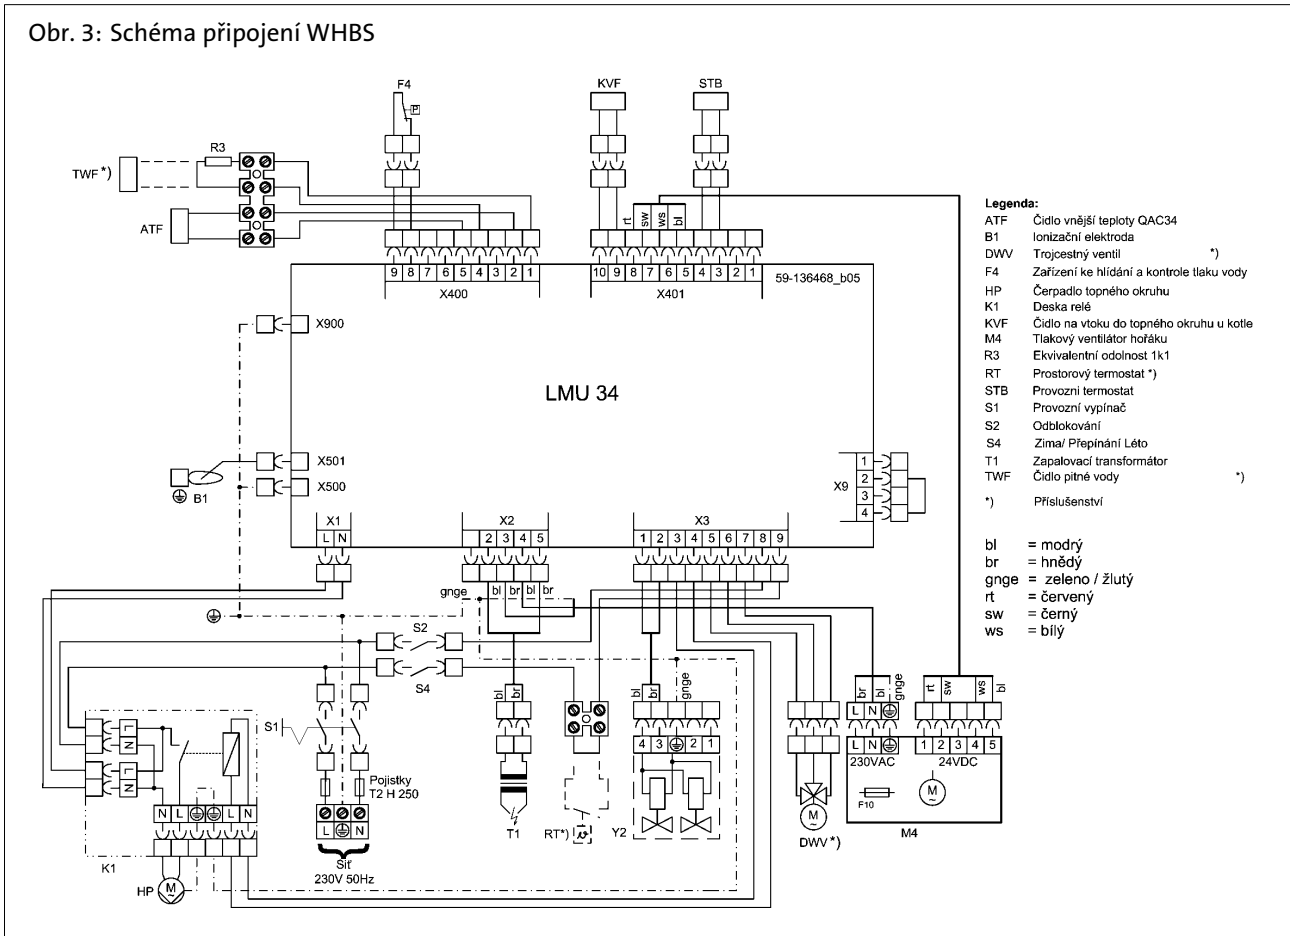 Obr. 3: Schéma připojení WHBS
F4
KVF
STB
P
R3
TWF *)
ATF
rt
sw
ws
bl
9 8 7 6 5 4 3 2 1
X400
10 9 8 7 6 5 4 3 2 1
X401
59-136468_b05
X900
LMU 34
X501
X500
B1
X9
1
2
3
4
X1
L N
X2
2 3 4 5
X3
1 2 3 4 5 6 7 8 9
gnge
bl br bl br
S2
S4
S1
bl br
bl br gnge
br bl gnge
rt sw ws bl
L N
L N
L
N
L
N
N L L N
Pojistky
T2 H 250
L N
Síť
230V 50Hz
K1
HP
M
~
T1
RT*)
4 3 2 1
Y2
M
~
DWV *)
L N
L N
230VAC
1 2 3 4 5
24VDC
F10
M
~
M4
Legenda:
ATF Čidlo vnější teploty QAC34
B1 Ionizační elektroda
DWV Trojcestný ventil *)
F4 Zařízení ke hlídání a kontrole tlaku vody
HP Čerpadlo topného okruhu
K1 Deska relé
KVF Čidlo na vtoku do topného okruhu u kotle
M4 Tlakový ventilátor hořáku
R3 Ekvivalentní odolnost 1k1
RT Prostorový termostat *)
STB Provozni termostat
S1 Provozní vypínač
S2 Odblokování
S4 Zima/ Přepínání Léto
T1 Zapalovací transformátor
TWF Čidlo pitné vody *)
*) Příslušenství
bl = modrý
br = hnědý
gnge = zeleno / žlutý
rt = červený
sw = černý
ws = bílý